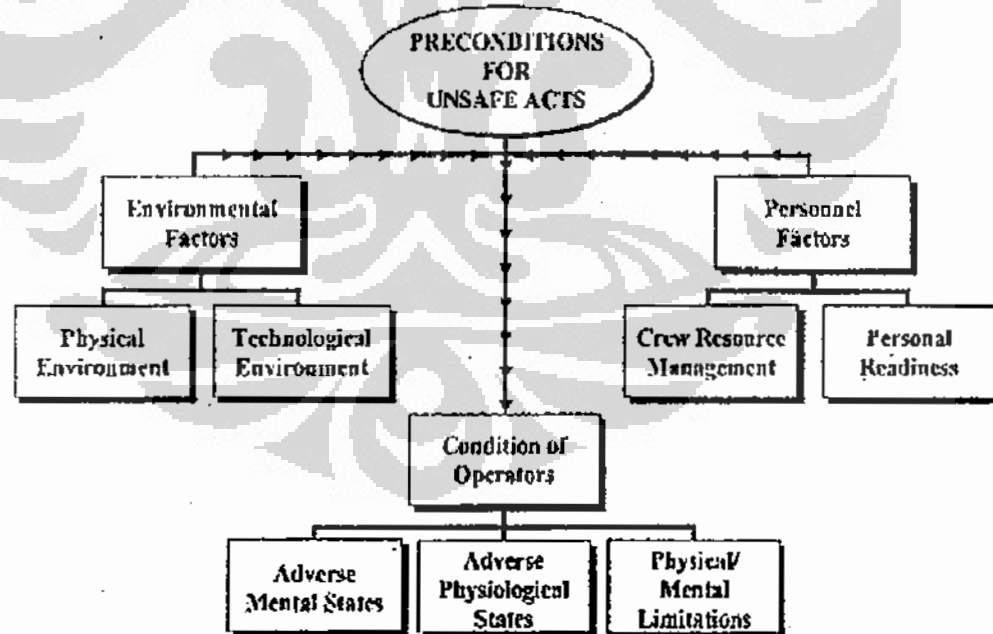 PRECONDITIONS
FOR
UNSAFE ACTS
Environmental
Factors
Personnel
Factors
Physical
Environment
Technological
Environment
Crew Resource
Management
Personal
Readiness
Condition of
Operators
Adverse
Mental States
Adverse
Physiological
States
Physical/
Mental
Limitations